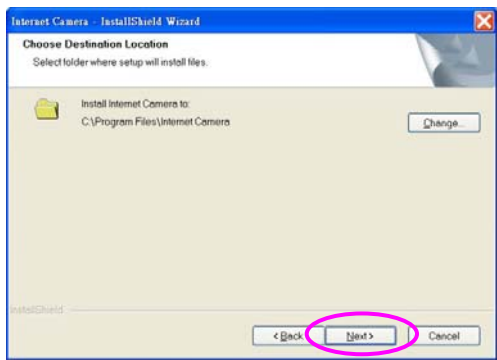 Internet Camera - InstallShield Wizard
Choose Destination Location
Select folder where setup will install files.
Install Internet Camera to:
C:\Program Files\Internet Camera
Change...
InstallShield
< Back
Next >
Cancel